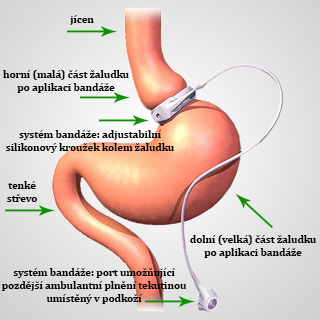 jícen
horní (malá) část žaludku
po aplikaci bandáže
systém bandáže: adjustabilní
silikonový kroužek kolem žaludku
tenké
střevo
dolní (velká) část žaludku
po aplikaci bandáže
systém bandáže: port umožňující
pozdější ambulantní plnění tekutinou
umístěný v podkoží